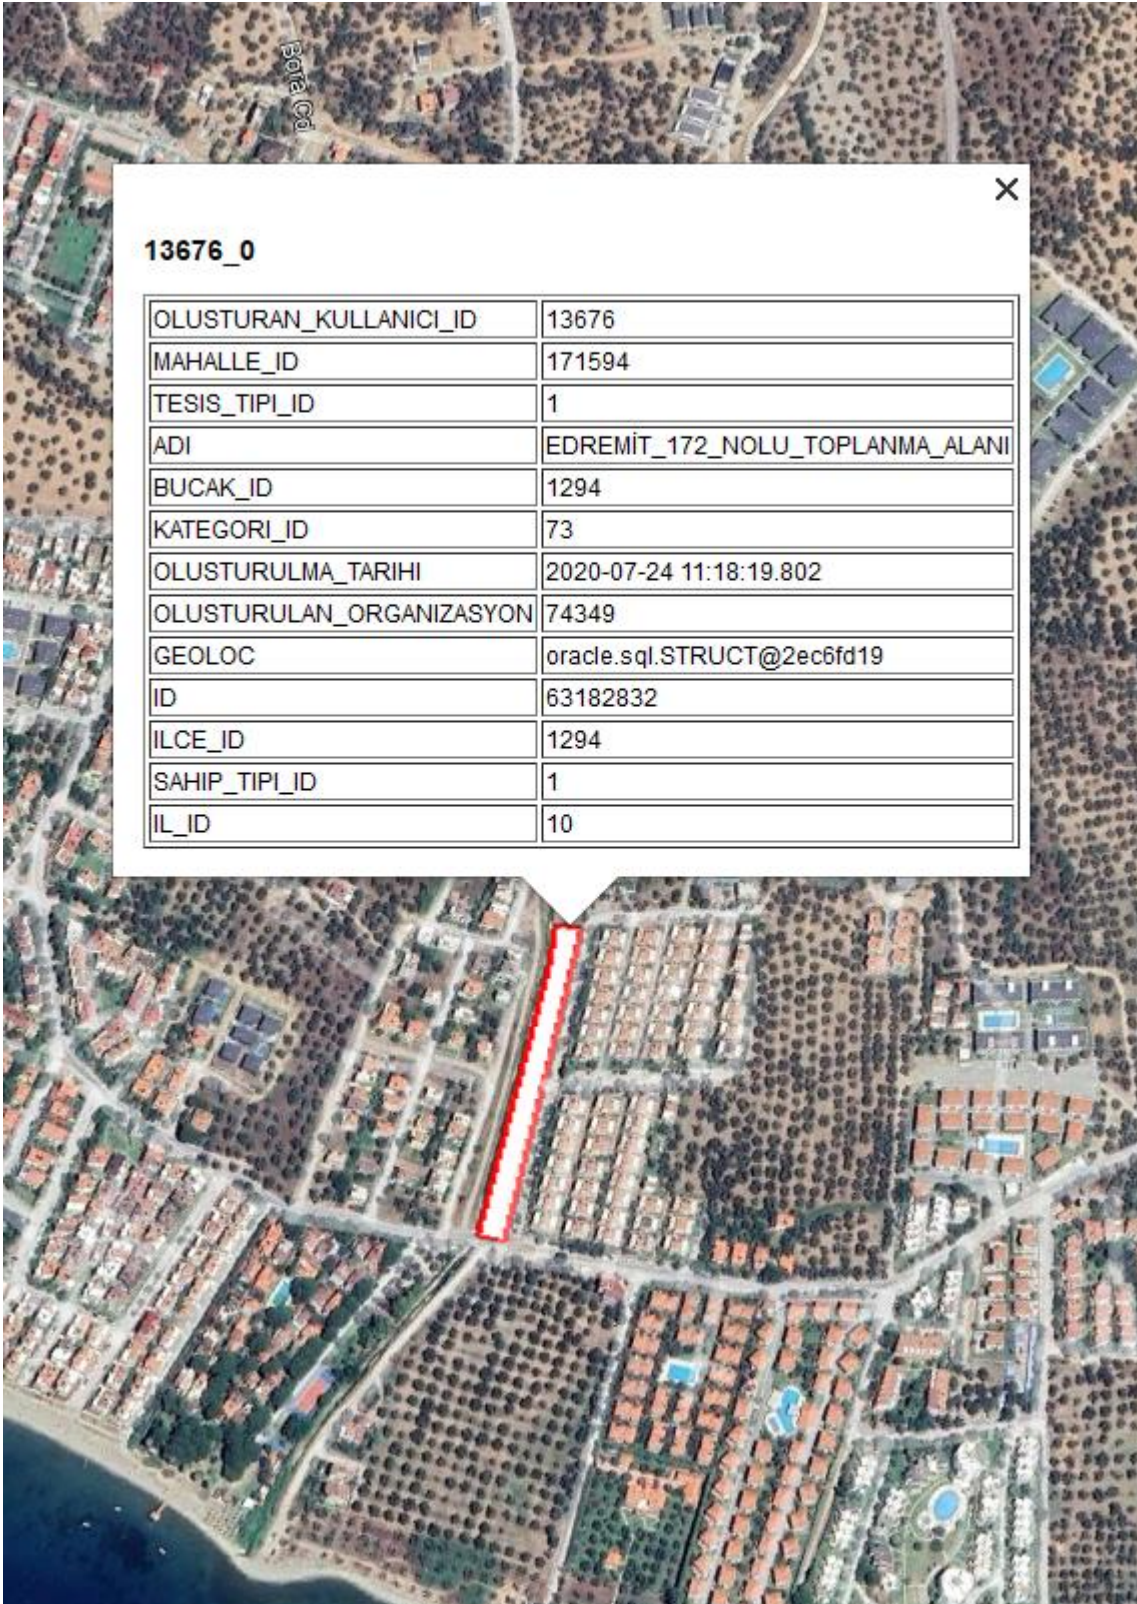 Bora Cd
13676_0
OLUSTURAN_KULLANICI_ID 13676
MAHALLE_ID 171594
TESIS_TIPI_ID 1
ADI EDREMİT_172_NOLU_TOPLANMA_ALANI
BUCAK_ID 1294
KATEGORI_ID 73
OLUSTURULMA_TARIHI 2020-07-24 11:18:19.802
OLUSTURULAN_ORGANIZASYON 74349
GEOLOC oracle.sql.STRUCT@2ec6fd19
ID 63182832
ILCE_ID 1294
SAHIP_TIPI_ID 1
IL_ID 10